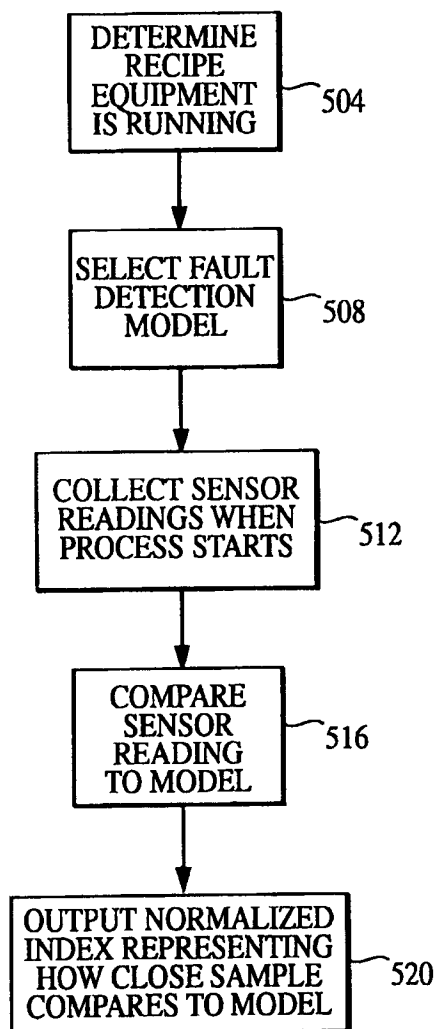 DETERMINE
RECIPE
EQUIPMENT
IS RUNNING
504
SELECT FAULT
DETECTION
MODEL
508
COLLECT SENSOR
READINGS WHEN
PROCESS STARTS
512
COMPARE
SENSOR
READING
TO MODEL
516
OUTPUT NORMALIZED
INDEX REPRESENTING
HOW CLOSE SAMPLE
COMPARES TO MODEL
520